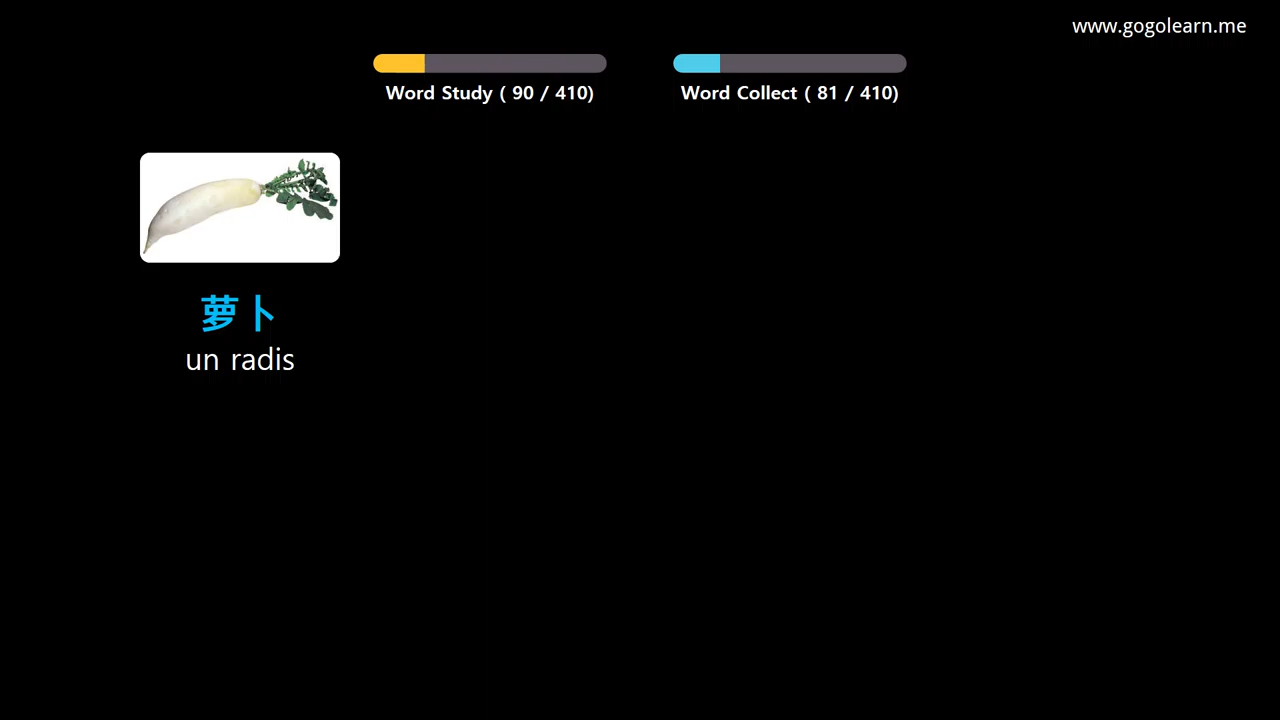 www.gogolearn.me
Word Study ( 90 / 410)
Word Collect ( 81 / 410)
萝卜
un radis